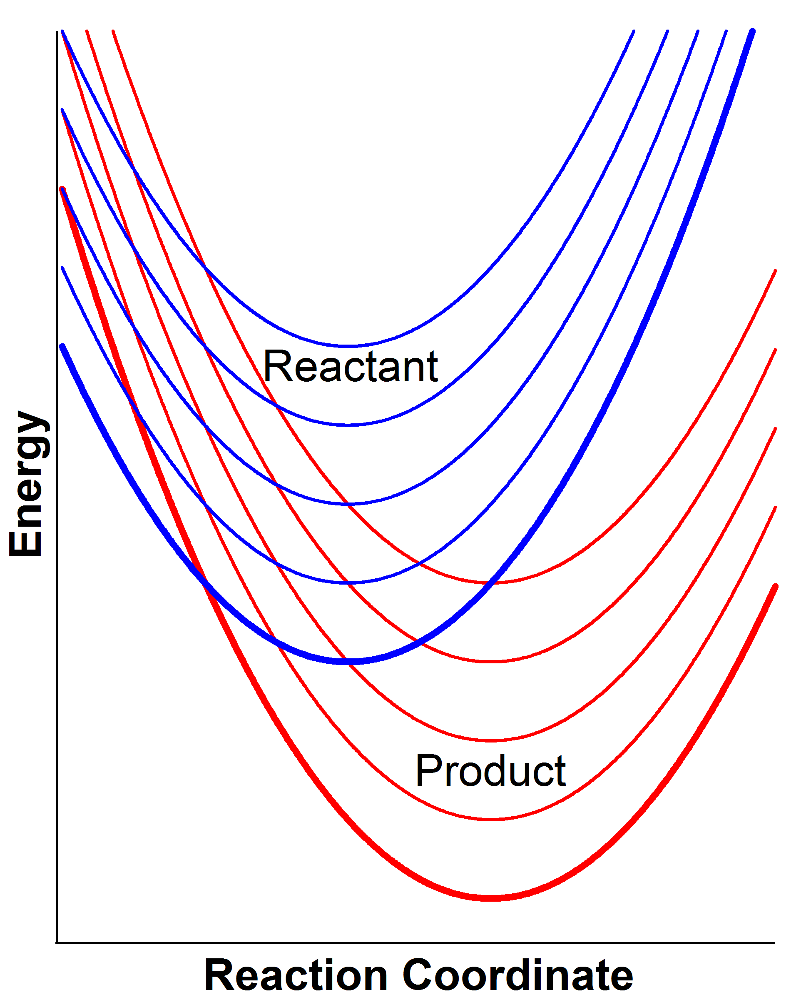 Reactant
Energy
Product
Reaction Coordinate